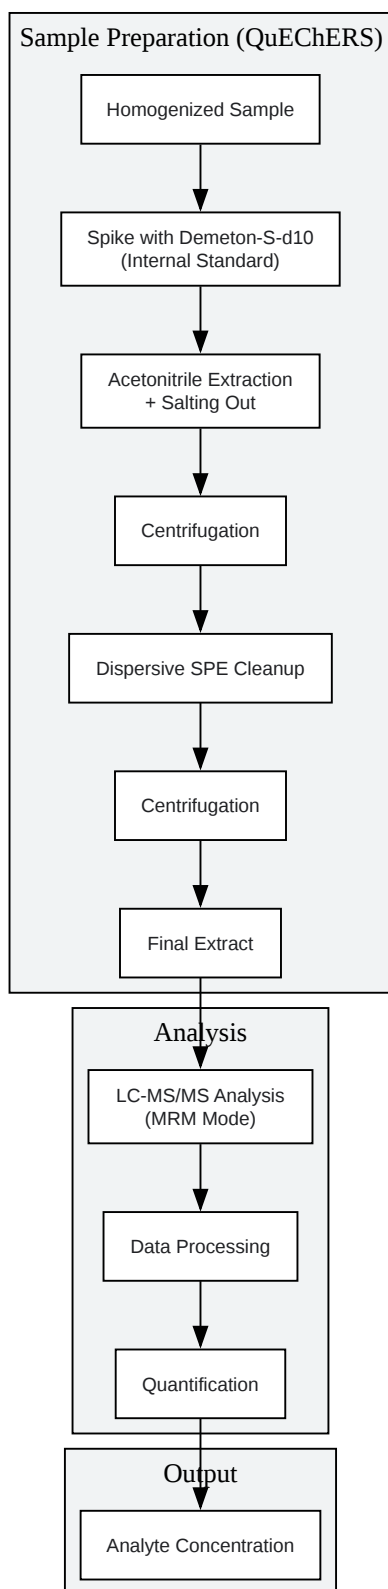 Sample Preparation (QuEChERS)
Homogenized Sample
Spike with Demeton-S-d10
(Internal Standard)
Acetonitrile Extraction
+ Salting Out
Centrifugation
Dispersive SPE Cleanup
Centrifugation
Final Extract
Analysis
LC-MS/MS Analysis
(MRM Mode)
Data Processing
Quantification
Output
Analyte Concentration